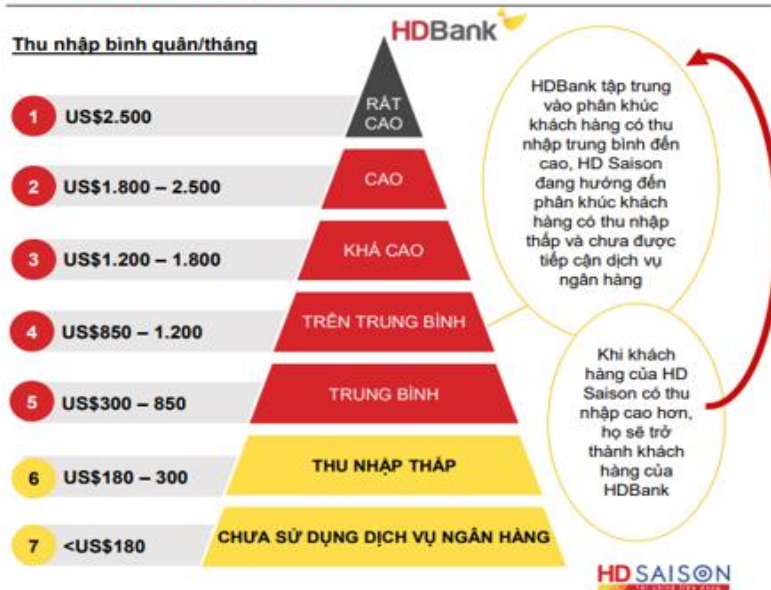 HDBank
Thu nhập bình quân/tháng
1 US$2.500
RẤT
CAO
2 US$1.800 – 2.500
CAO
3 US$1.200 – 1.800
KHÁ CAO
4 US$850 – 1.200
TRÊN TRUNG BÌNH
5 US$300 – 850
TRUNG BÌNH
6 US$180 – 300
THU NHẬP THẤP
7 <US$180
CHƯA SỬ DỤNG DỊCH VỤ NGÂN HÀNG
HDBank tập trung
vào phân khúc
khách hàng có thu
nhập trung bình đến
cao, HD Saison
đang hướng đến
phân khúc khách
hàng có thu nhập
thấp và chưa được
tiếp cận dịch vụ
ngân hàng
Khi khách
hàng của HD
Saison có thu
nhập cao hơn,
họ sẽ trở
thành khách
hàng của
HDBank
HD SAISON